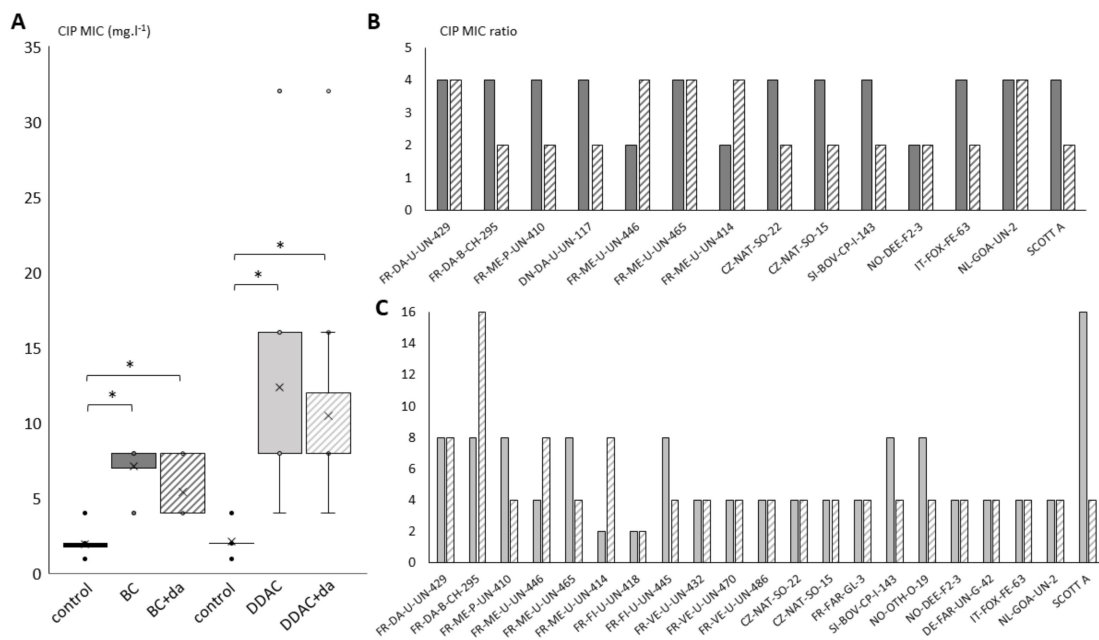 A
CIP MIC (mg.l-1)
35
30
25
20
15
10
5
0
*
*
*
*
control
BC
BC+da
control
DDAC
DDAC+da
B
CIP MIC ratio
5
4
3
2
1
0
FR-DA-U-UN-429
FR-DA-B-CH-295
FR-ME-P-UN-410
DN-DA-U-UN-117
FR-ME-U-UN-446
FR-ME-U-UN-465
FR-ME-U-UN-414
CZ-NAT-SO-22
CZ-NAT-SO-15
SI-BOV-CP-I-143
NO-DEE-F2-3
IT-FOX-FE-63
NL-GOA-UN-2
SCOTT A
C
16
14
12
10
8
6
4
2
0
FR-DA-U-UN-429
FR-DA-B-CH-295
FR-ME-P-UN-410
FR-ME-U-UN-446
FR-ME-U-UN-465
FR-ME-U-UN-414
FR-FI-U-UN-418
FR-FI-U-UN-445
FR-VE-U-UN-432
FR-VE-U-UN-470
FR-VE-U-UN-486
CZ-NAT-SO-22
CZ-NAT-SO-15
FR-FAR-GI-3
SI-BOV-CP-I-143
NO-OTH-O-19
NO-DEE-F2-3
DE-FAR-UN-G-42
IT-FOX-FE-63
NL-GOA-UN-2
SCOTT A